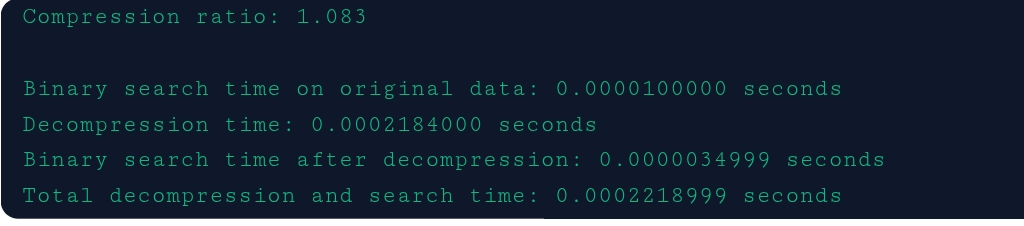 Compression ratio: 1.083
Binary search time on original data: 0.0000100000 seconds
Decompression time: 0.0002184000 seconds
Binary search time after decompression: 0.0000034999 seconds
Total decompression and search time: 0.0002218999 seconds